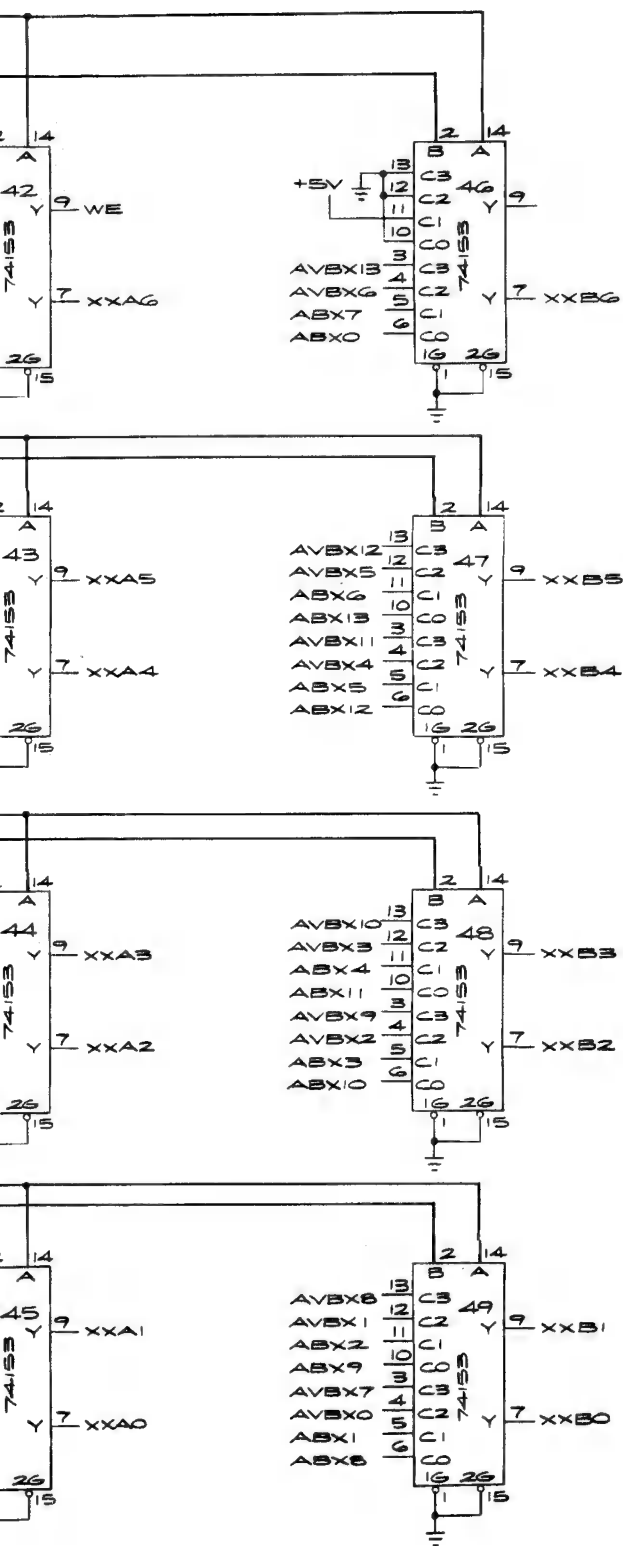 2 14
B A
+5V 13 C3 46
12 C2 Y 9
11 C1
10 C0
AVBX13 3 C3
AVBX6 4 C2 Y 7 XXB6
ABX7 5 C1
ABX0 6 C0
74153
1G 2G
1 15
14
A
42
Y 9 WE
74153
Y 7 XXA6
2G
15
14
A
43
Y 9 XXA5
74153
Y 7 XXA4
2G
15
2 14
B A
AVBX12 13 C3 47
AVBX5 12 C2 Y 9 XXB5
ABX6 11 C1
ABX13 10 C0
AVBX11 3 C3
AVBX4 4 C2 Y 7 XXB4
ABX5 5 C1
ABX12 6 C0
74153
1G 2G
1 15
14
A
44
Y 9 XXA3
74153
Y 7 XXA2
2G
15
2 14
B A
AVBX10 13 C3 48
AVBX3 12 C2 Y 9 XXB3
ABX4 11 C1
ABX11 10 C0
AVBX9 3 C3
AVBX2 4 C2 Y 7 XXB2
ABX3 5 C1
ABX10 6 C0
74153
1G 2G
1 15
14
A
45
Y 9 XXA1
74153
Y 7 XXA0
2G
15
2 14
B A
AVBX8 13 C3 49
AVBX1 12 C2 Y 9 XXB1
ABX2 11 C1
ABX9 10 C0
AVBX7 3 C3
AVBX0 4 C2 Y 7 XXB0
ABX1 5 C1
ABX8 6 C0
74153
1G 2G
1 15